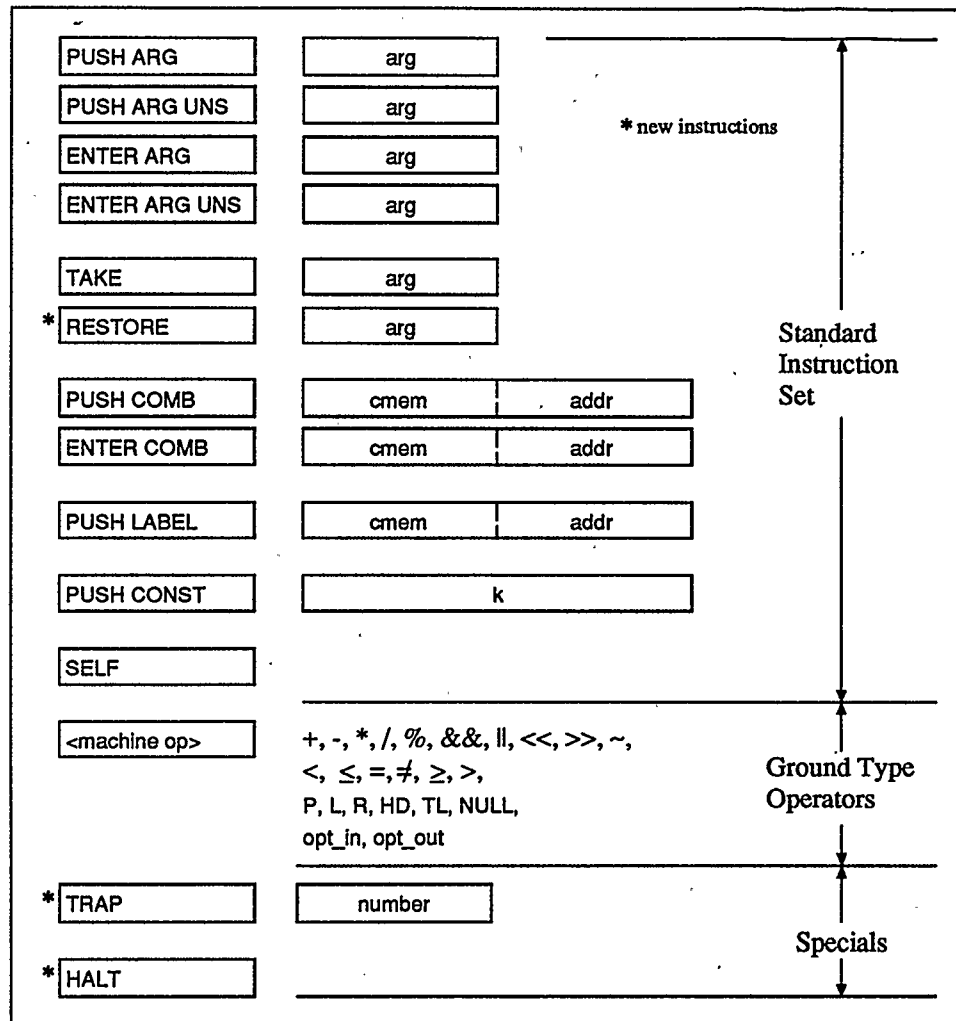 PUSH ARG arg
PUSH ARG UNS arg
* new instructions
ENTER ARG arg
ENTER ARG UNS arg
TAKE arg
* RESTORE arg
Standard
Instruction
Set
PUSH COMB cmem addr
ENTER COMB cmem addr
PUSH LABEL cmem addr
PUSH CONST k
SELF
<machine op> +, -, *, /, %, &&, ||, <<, >>, ~,
<, ≤, =, ≠, ≥, >,
P, L, R, HD, TL, NULL,
opt_in, opt_out
Ground Type
Operators
* TRAP number
Specials
* HALT